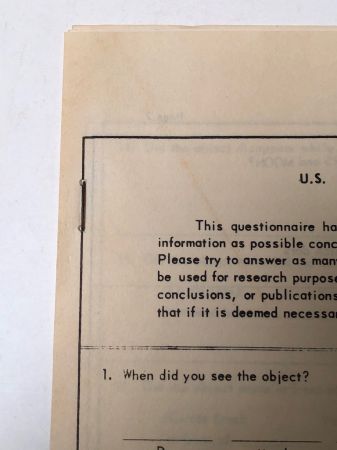 U.S.
This questionnaire ha
information as possible conc
Please try to answer as man
be used for research purpose
conclusions, or publications
that if it is deemed necessa
1. When did you see the object?